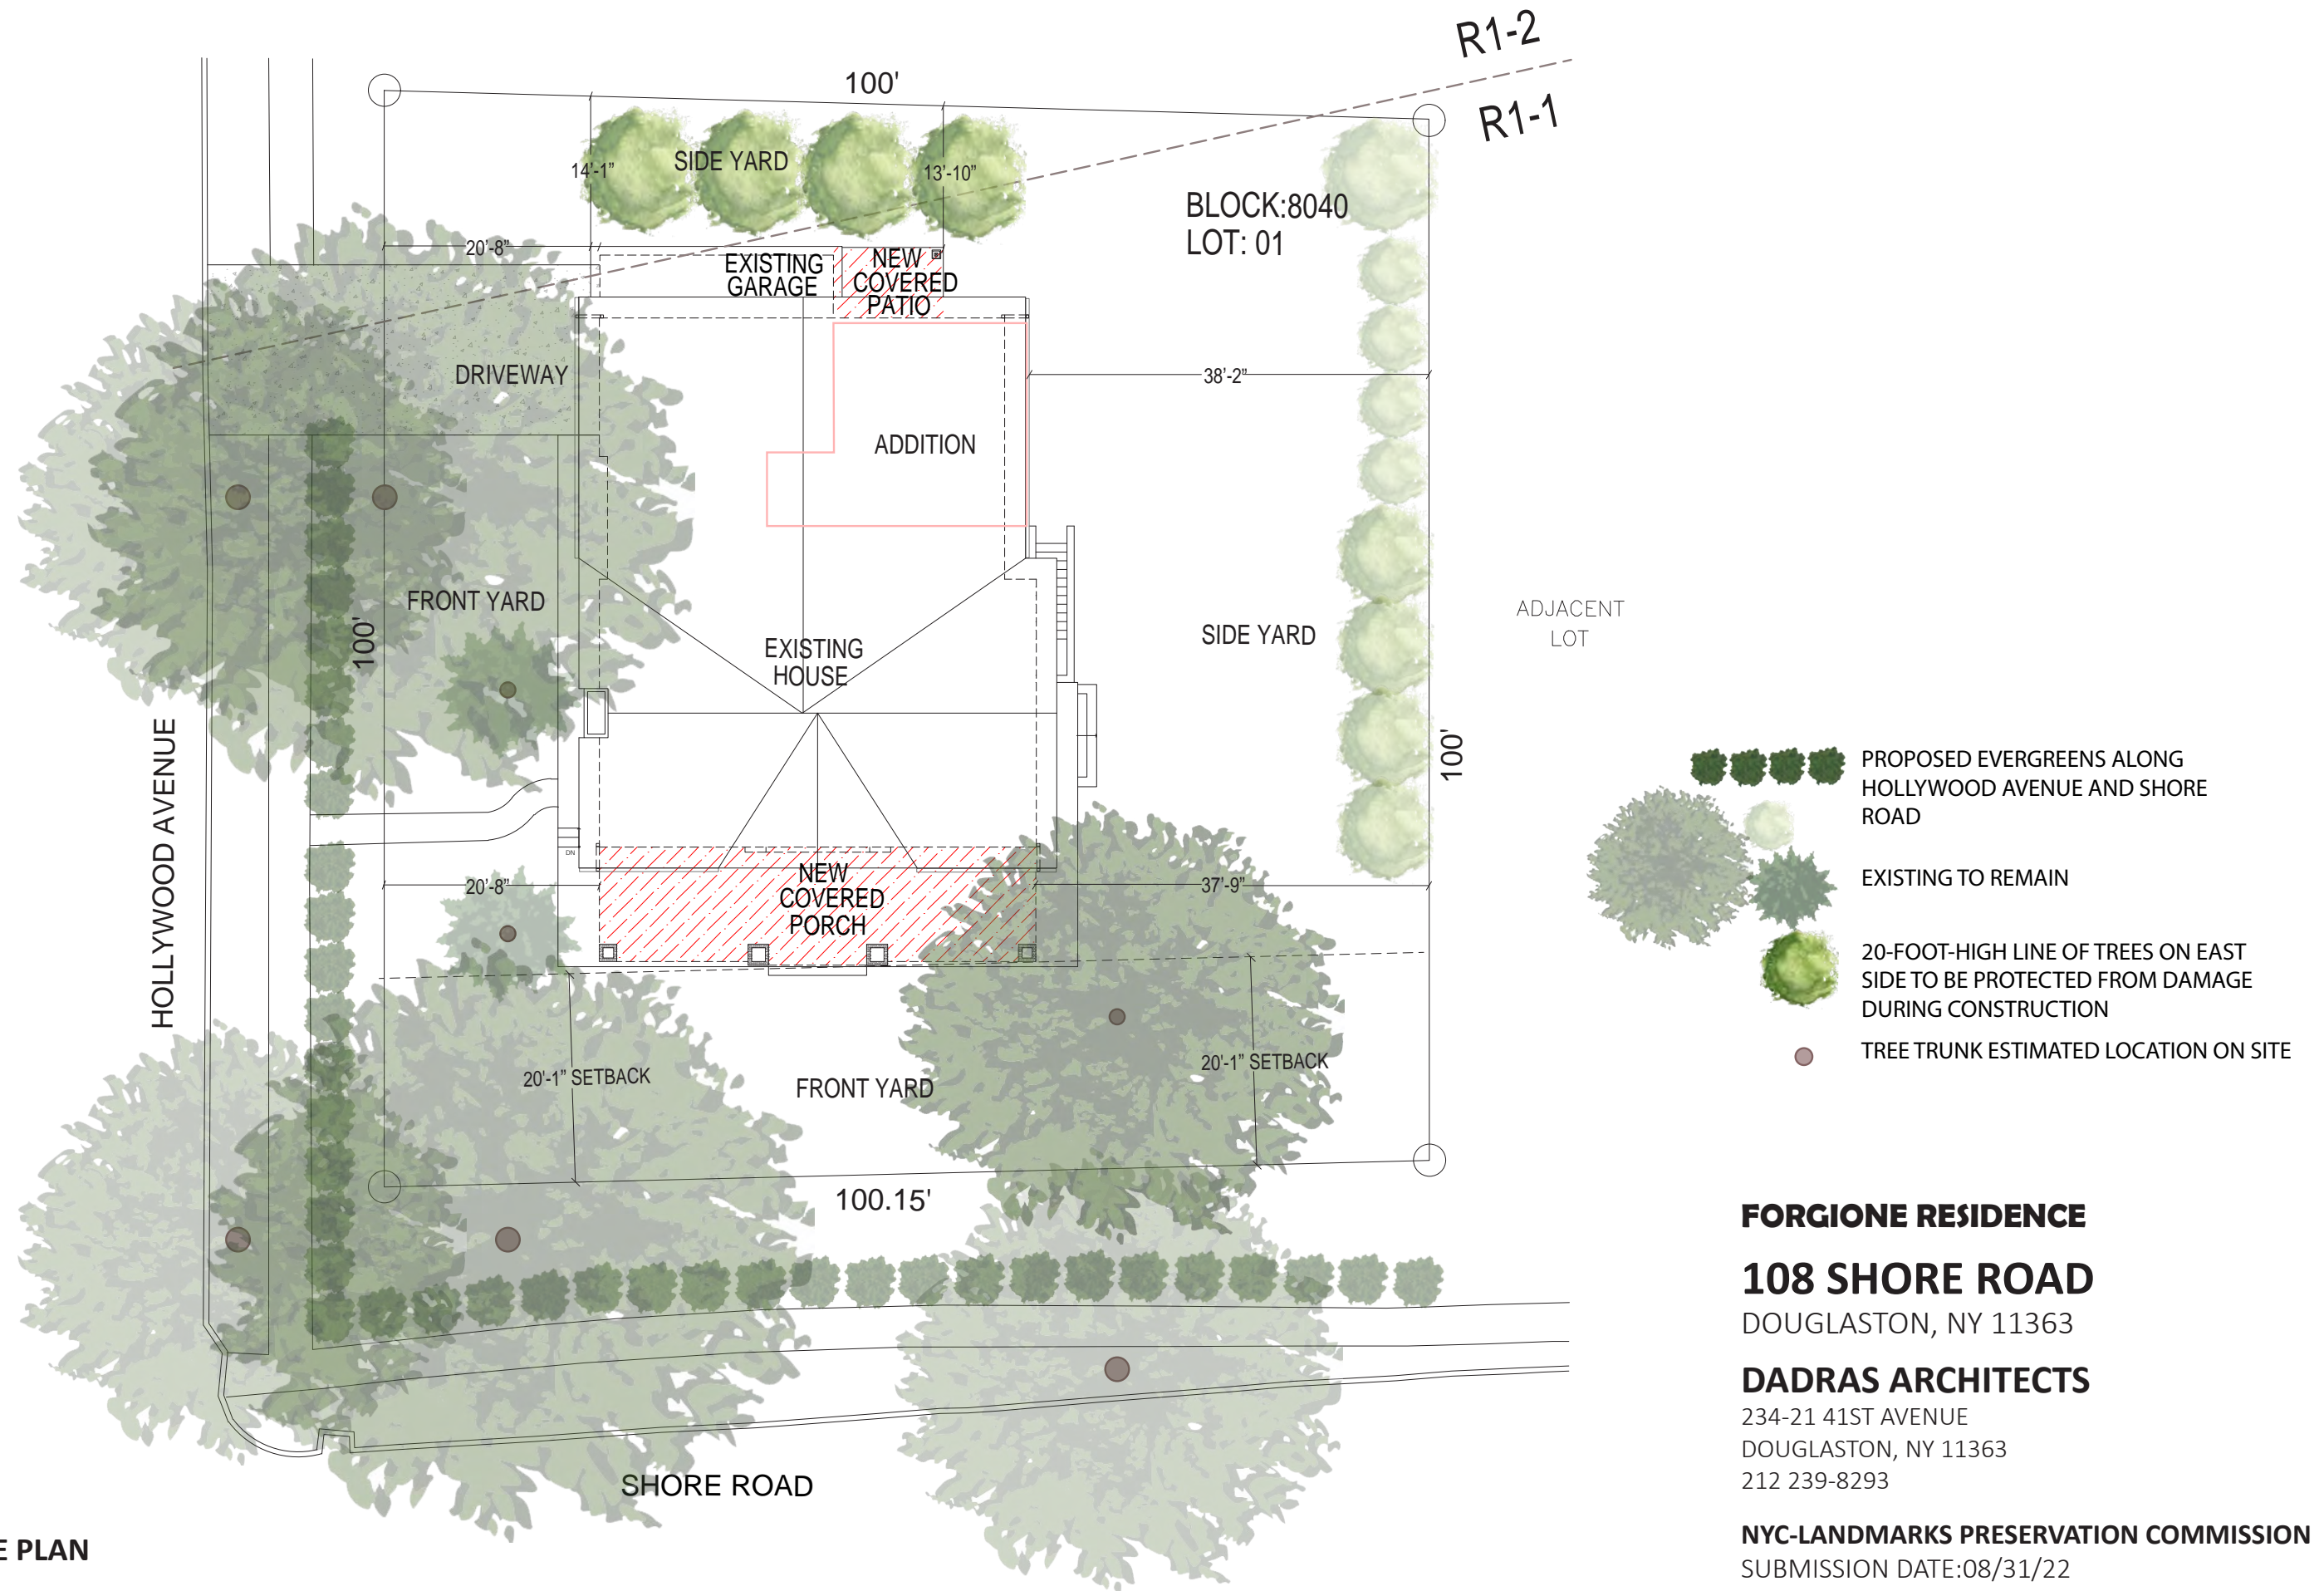 R1-2
100'
R1-1
14'-1"
SIDE YARD
13'-10"
BLOCK:8040
LOT: 01
20'-8"
EXISTING
GARAGE
NEW
COVERED
PATIO
DRIVEWAY
38'-2"
ADDITION
FRONT YARD
100'
EXISTING
HOUSE
SIDE YARD
ADJACENT
LOT
HOLLYWOOD AVENUE
100'
DN
20'-8"
NEW
COVERED
PORCH
37'-9"
20'-1" SETBACK
FRONT YARD
20'-1" SETBACK
100.15'
SHORE ROAD
PROPOSED EVERGREENS ALONG
HOLLYWOOD AVENUE AND SHORE
ROAD
EXISTING TO REMAIN
20-FOOT-HIGH LINE OF TREES ON EAST
SIDE TO BE PROTECTED FROM DAMAGE
DURING CONSTRUCTION
TREE TRUNK ESTIMATED LOCATION ON SITE
FORGIONE RESIDENCE
108 SHORE ROAD
DOUGLASTON, NY 11363
DADRAS ARCHITECTS
234-21 41ST AVENUE
DOUGLASTON, NY 11363
212 239-8293
NYC-LANDMARKS PRESERVATION COMMISSION
SUBMISSION DATE:08/31/22
E PLAN